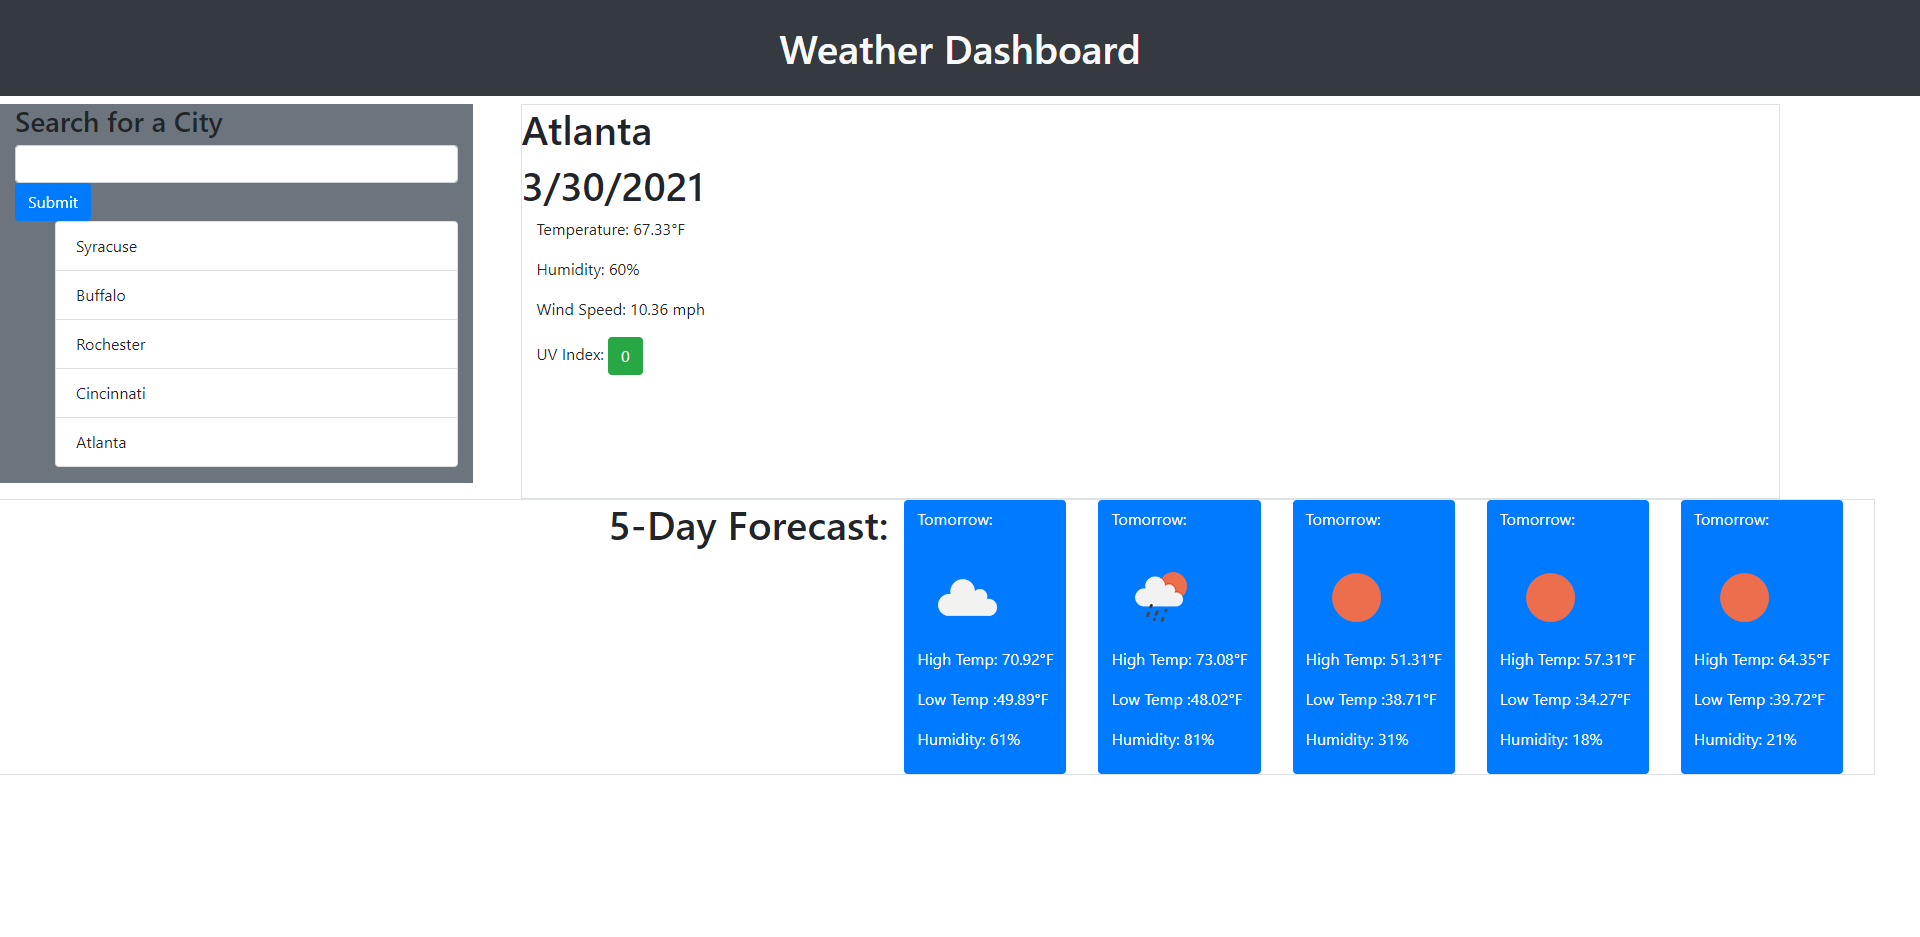 Weather Dashboard
Search for a City
Submit
Syracuse
Buffalo
Rochester
Cincinnati
Atlanta
Atlanta
3/30/2021
Temperature: 67.33°F
Humidity: 60%
Wind Speed: 10.36 mph
UV Index: 0
5-Day Forecast:
Tomorrow:
High Temp: 70.92°F
Low Temp :49.89°F
Humidity: 61%
Tomorrow:
High Temp: 73.08°F
Low Temp :48.02°F
Humidity: 81%
Tomorrow:
High Temp: 51.31°F
Low Temp :38.71°F
Humidity: 31%
Tomorrow:
High Temp: 57.31°F
Low Temp :34.27°F
Humidity: 18%
Tomorrow:
High Temp: 64.35°F
Low Temp :39.72°F
Humidity: 21%